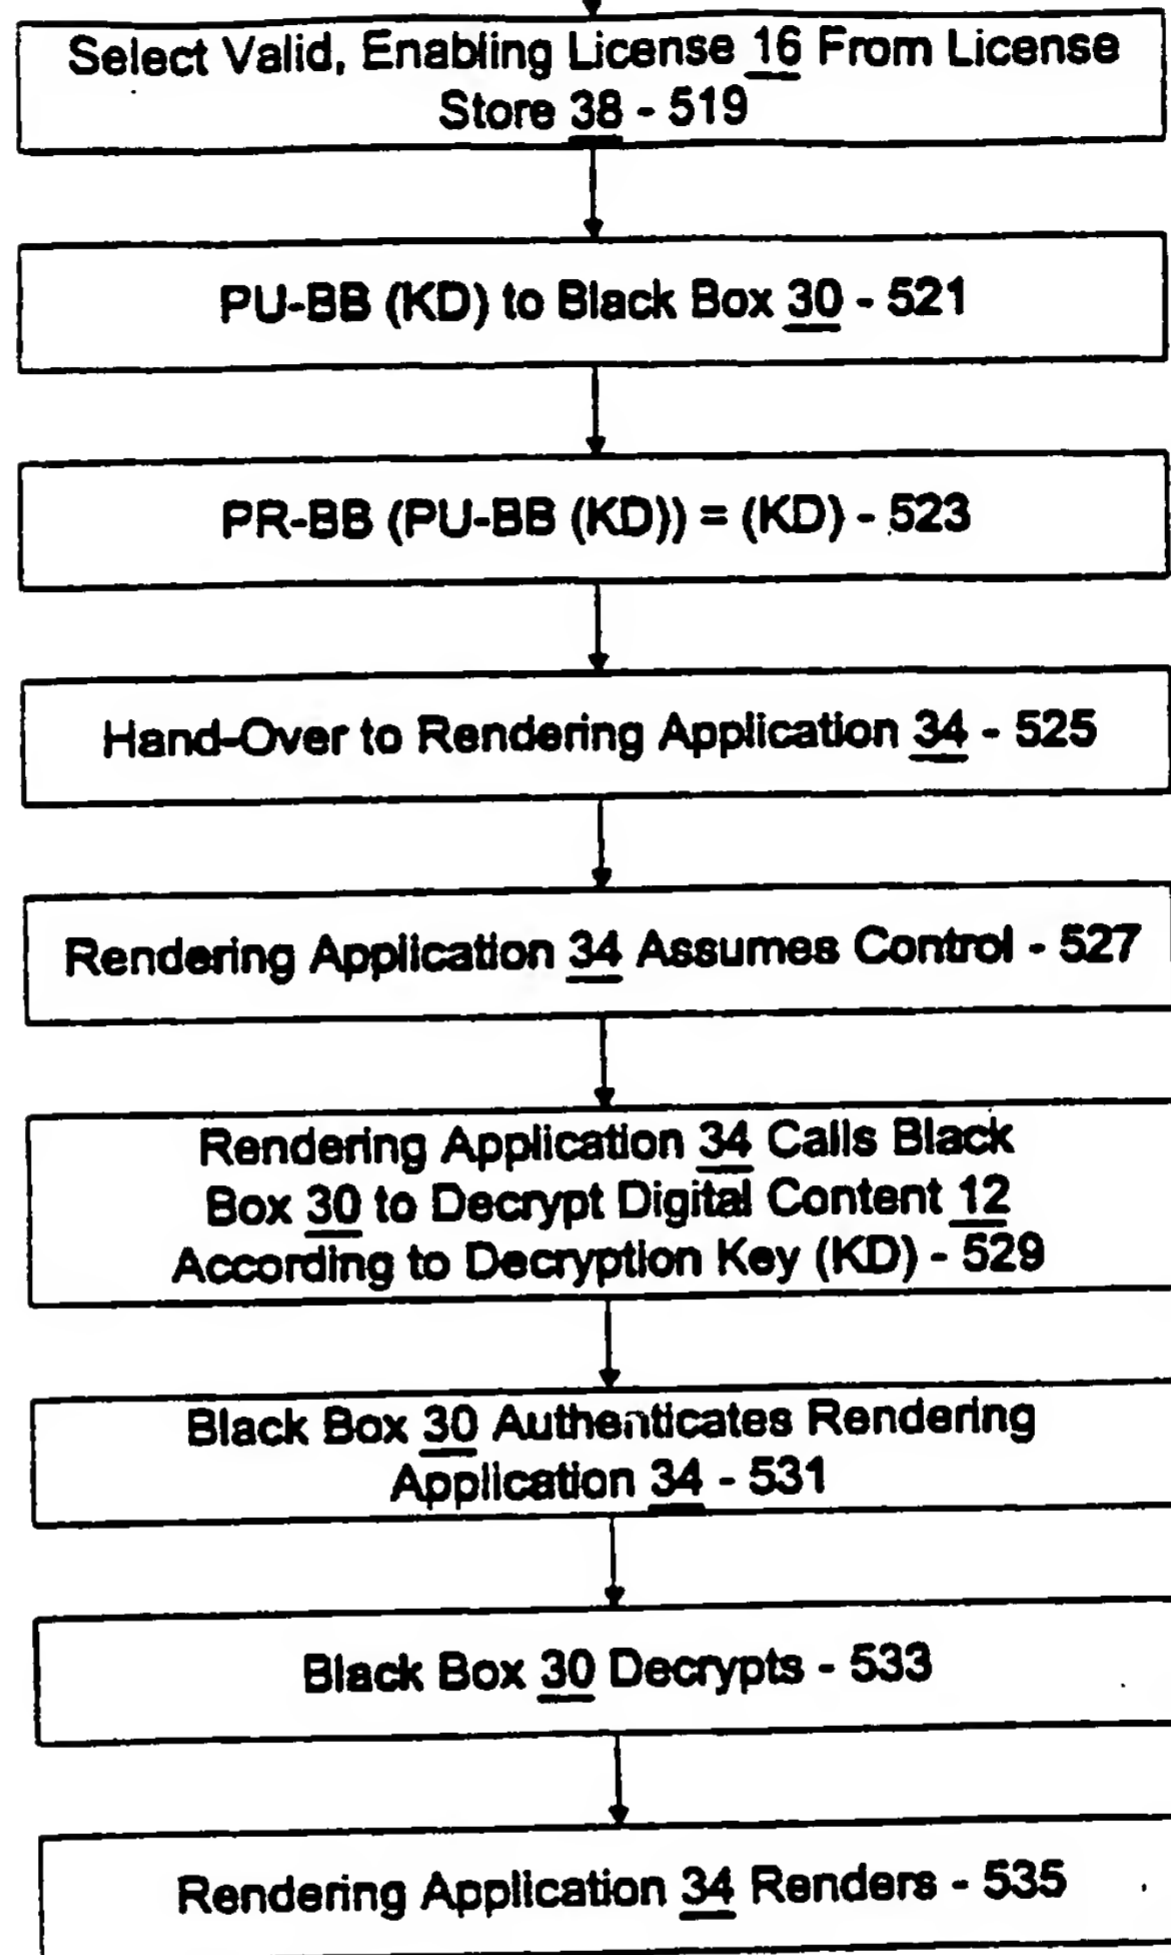 Select Valid, Enabling License 16 From License
Store 38 - 519
PU-BB (KD) to Black Box 30 - 521
PR-BB (PU-BB (KD)) = (KD) - 523
Hand-Over to Rendering Application 34 - 525
Rendering Application 34 Assumes Control - 527
Rendering Application 34 Calls Black
Box 30 to Decrypt Digital Content 12
According to Decryption Key (KD) - 529
Black Box 30 Authenticates Rendering
Application 34 - 531
Black Box 30 Decrypts - 533
Rendering Application 34 Renders - 535